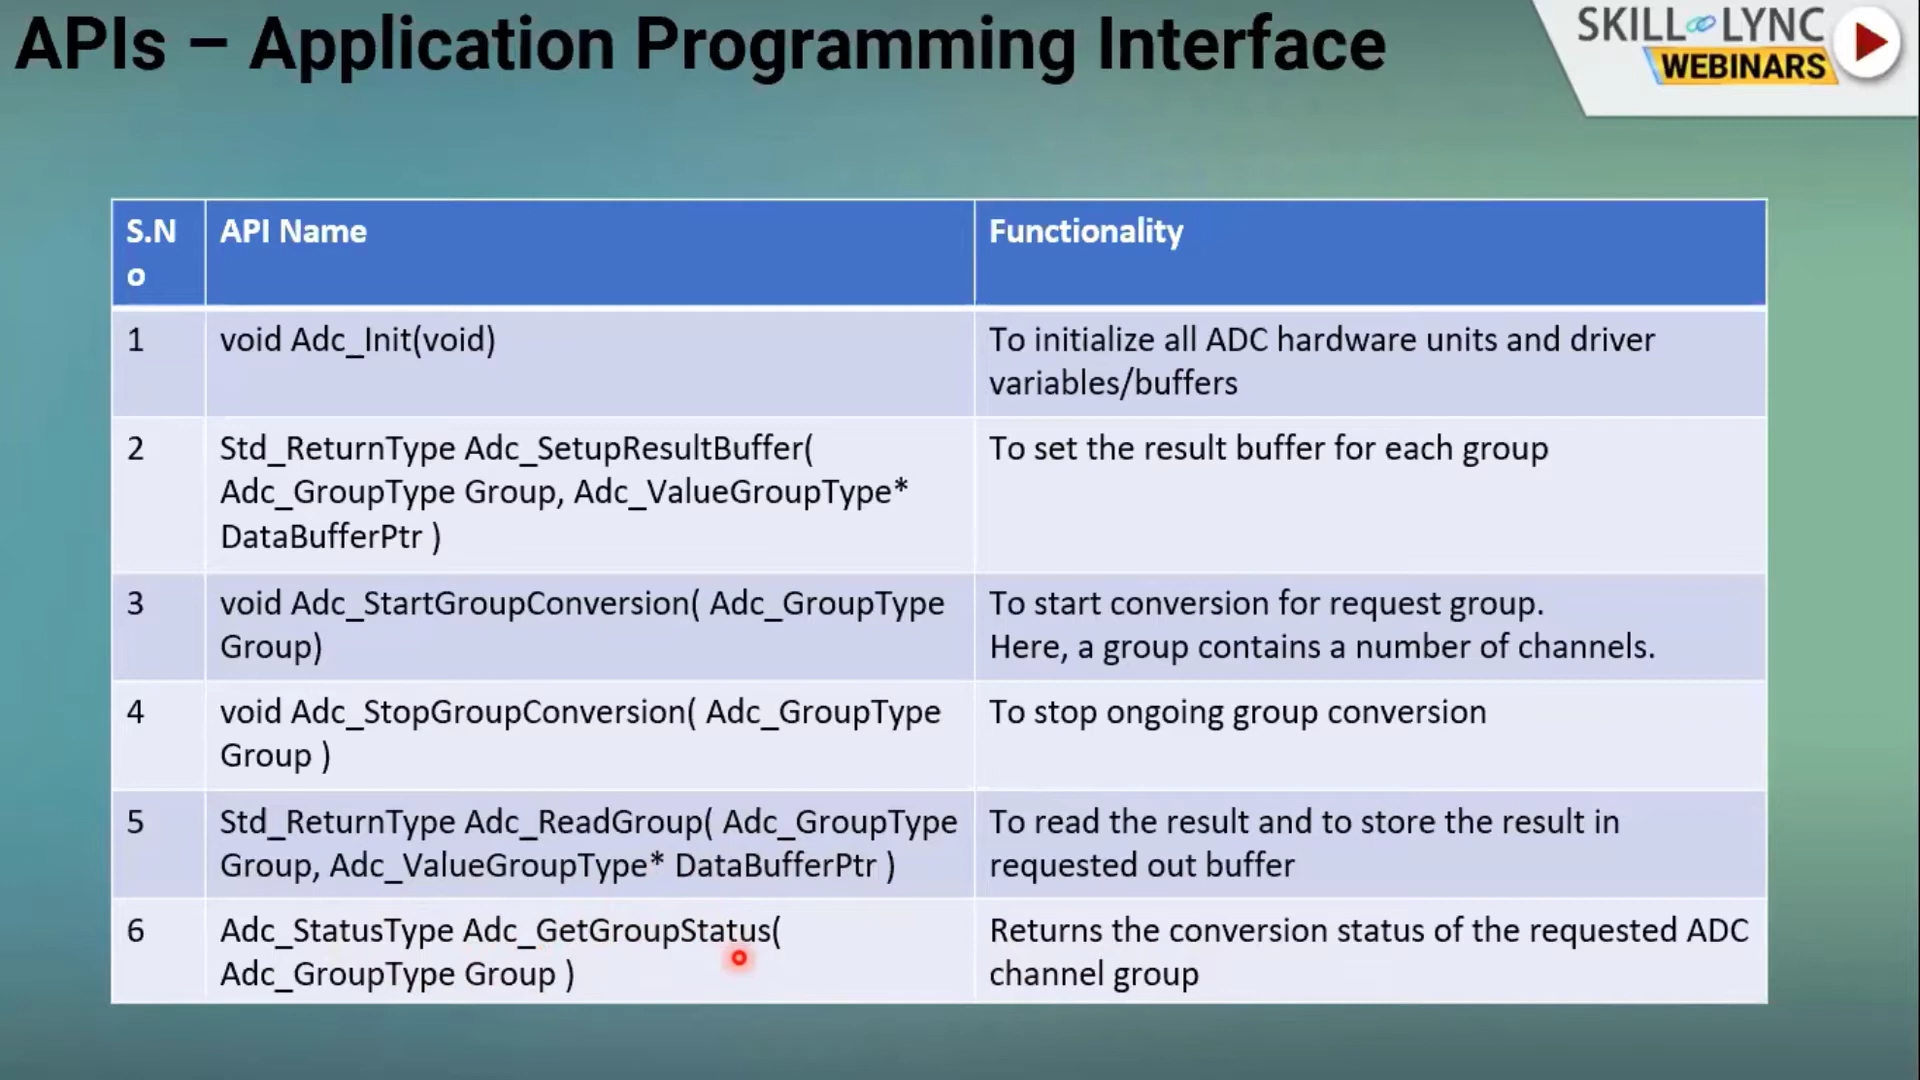 APIs – Application Programming Interface
SKILL LYNC
WEBINARS
S.N
o
API Name
Functionality
1
void Adc_Init(void)
To initialize all ADC hardware units and driver
variables/buffers
2
Std_ReturnType Adc_SetupResultBuffer(
Adc_GroupType Group, Adc_ValueGroupType*
DataBufferPtr )
To set the result buffer for each group
3
void Adc_StartGroupConversion( Adc_GroupType
Group)
To start conversion for request group.
Here, a group contains a number of channels.
4
void Adc_StopGroupConversion( Adc_GroupType
Group )
To stop ongoing group conversion
5
Std_ReturnType Adc_ReadGroup( Adc_GroupType
Group, Adc_ValueGroupType* DataBufferPtr )
To read the result and to store the result in
requested out buffer
6
Adc_StatusType Adc_GetGroupStatus(
Adc_GroupType Group )
Returns the conversion status of the requested ADC
channel group